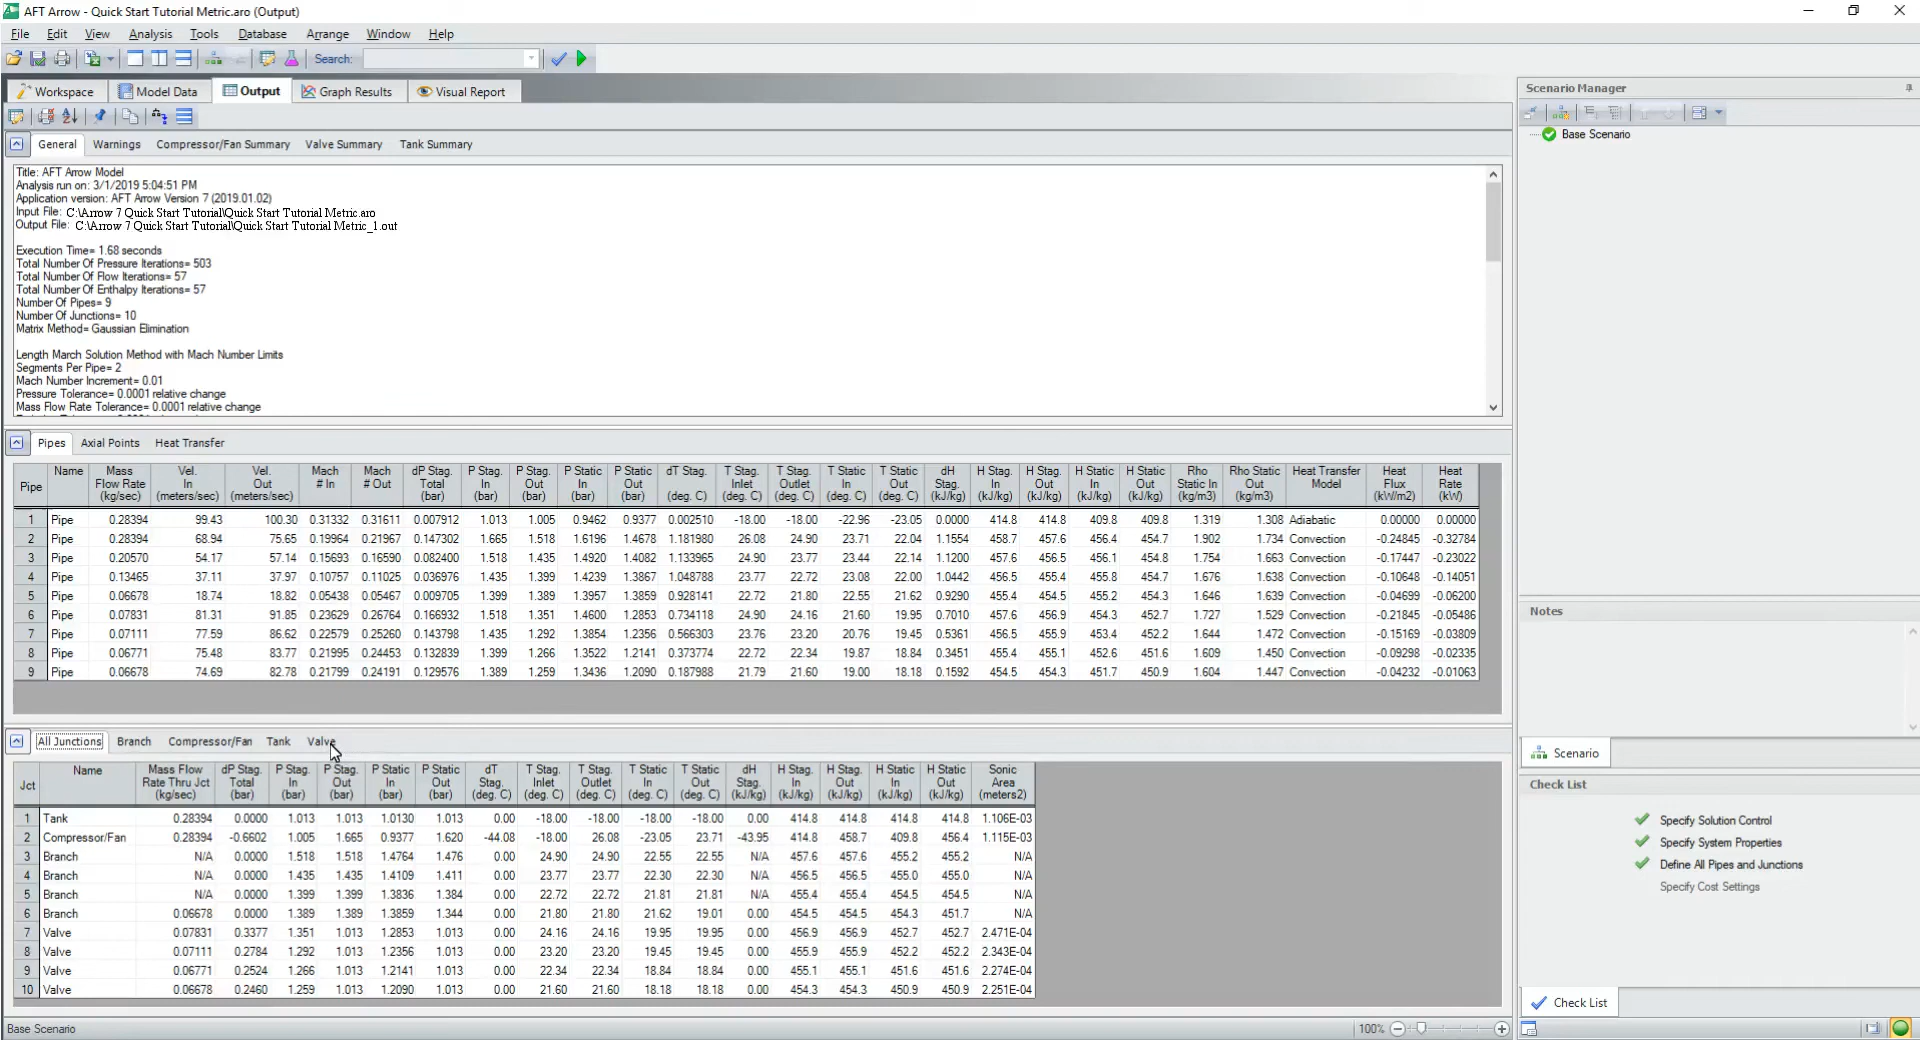 AFT Arrow - Quick Start Tutorial Metric.aro (Output)
File Edit View Analysis Tools Database Arrange Window Help
Search:
Workspace Model Data Output Graph Results Visual Report
General Warnings Compressor/Fan Summary Valve Summary Tank Summary
Title: AFT Arrow Model
Analysis run on: 3/1/2019 5:04:51 PM
Application version: AFT Arrow Version 7 (2019.01.02)
Input File: C:\Arrow 7 Quick Start Tutorial\Quick Start Tutorial Metric.aro
Output File: C:\Arrow 7 Quick Start Tutorial\Quick Start Tutorial Metric_1.out
Execution Time= 1.68 seconds
Total Number Of Pressure Iterations= 503
Total Number Of Flow Iterations= 57
Total Number Of Enthalpy Iterations= 57
Number Of Pipes= 9
Number Of Junctions= 10
Matrix Method= Gaussian Elimination
Length March Solution Method with Mach Number Limits
Segments Per Pipe= 2
Mach Number Increment= 0.01
Pressure Tolerance= 0.0001 relative change
Mass Flow Rate Tolerance= 0.0001 relative change
Pipes Axial Points Heat Transfer
Pipe Name Mass Flow Rate (kg/sec) Vel. In (meters/sec) Vel. Out (meters/sec) Mach # In Mach # Out dP Stag. Total (bar) P Stag. In (bar) P Stag. Out (bar) P Static In (bar) P Static Out (bar) dT Stag. (deg. C) T Stag. Inlet (deg. C) T Stag. Outlet (deg. C) T Static In (deg. C) T Static Out (deg. C) dH Stag. (kJ/kg) H Stag. In (kJ/kg) H Stag. Out (kJ/kg) H Static In (kJ/kg) H Static Out (kJ/kg) Rho Static In (kg/m3) Rho Static Out (kg/m3) Heat Transfer Model Heat Flux (kW/m2) Heat Rate (kW)
1 Pipe 0.28394 99.43 100.30 0.31332 0.31611 0.007912 1.013 1.005 0.9462 0.9377 0.002510 -18.00 -18.00 -22.96 -23.05 0.0000 414.8 414.8 409.8 409.8 1.319 1.308 Adiabatic 0.00000 0.00000
2 Pipe 0.28394 68.94 75.65 0.19964 0.21967 0.147302 1.665 1.518 1.6196 1.4678 1.181980 26.08 24.90 23.71 22.04 1.1554 458.7 457.6 456.4 454.7 1.902 1.734 Convection -0.24845 -0.32784
3 Pipe 0.20570 54.17 57.14 0.15693 0.16590 0.082400 1.518 1.435 1.4920 1.4082 1.133965 24.90 23.77 23.44 22.14 1.1200 457.6 456.5 456.1 454.8 1.754 1.663 Convection -0.17447 -0.23022
4 Pipe 0.13465 37.11 37.97 0.10757 0.11025 0.036976 1.435 1.399 1.4239 1.3867 1.048788 23.77 22.72 23.08 22.00 1.0442 456.5 455.4 455.8 454.7 1.676 1.638 Convection -0.10648 -0.14051
5 Pipe 0.06678 18.74 18.82 0.05438 0.05467 0.009705 1.399 1.389 1.3957 1.3859 0.928141 22.72 21.80 22.55 21.62 0.9290 455.4 454.5 455.2 454.3 1.646 1.639 Convection -0.04699 -0.06200
6 Pipe 0.07831 81.31 91.85 0.23629 0.26764 0.166932 1.518 1.351 1.4600 1.2853 0.734118 24.90 24.16 21.60 19.95 0.7010 457.6 456.9 454.3 452.7 1.727 1.529 Convection -0.21845 -0.05486
7 Pipe 0.07111 77.59 86.62 0.22579 0.25260 0.143798 1.435 1.292 1.3854 1.2356 0.566303 23.76 23.20 20.76 19.45 0.5361 456.5 455.9 453.4 452.2 1.644 1.472 Convection -0.15169 -0.03809
8 Pipe 0.06771 75.48 83.77 0.21995 0.24453 0.132839 1.399 1.266 1.3522 1.2141 0.373774 22.72 22.34 19.87 18.84 0.3451 455.4 455.1 452.6 451.6 1.609 1.450 Convection -0.09298 -0.02335
9 Pipe 0.06678 74.69 82.78 0.21799 0.24191 0.129576 1.389 1.259 1.3436 1.2090 0.187988 21.79 21.60 19.00 18.18 0.1592 454.5 454.3 451.7 450.9 1.604 1.447 Convection -0.04232 -0.01063
All Junctions Branch Compressor/Fan Tank Valve
Jct Name Mass Flow Rate Thru Jct (kg/sec) dP Stag. Total (bar) P Stag. In (bar) P Stag. Out (bar) P Static In (bar) P Static Out (bar) dT Stag. (deg. C) T Stag. Inlet (deg. C) T Stag. Outlet (deg. C) T Static In (deg. C) T Static Out (deg. C) dH Stag. (kJ/kg) H Stag. In (kJ/kg) H Stag. Out (kJ/kg) H Static In (kJ/kg) H Static Out (kJ/kg) Sonic Area (meters2)
1 Tank 0.28394 0.0000 1.013 1.013 1.0130 1.013 0.00 -18.00 -18.00 -18.00 -18.00 0.00 414.8 414.8 414.8 414.8 1.106E-03
2 Compressor/Fan 0.28394 -0.6602 1.005 1.665 0.9377 1.620 -44.08 -18.00 26.08 -23.05 23.71 -43.95 414.8 458.7 409.8 456.4 1.115E-03
3 Branch N/A 0.0000 1.518 1.518 1.4764 1.476 0.00 24.90 24.90 22.55 22.55 N/A 457.6 457.6 455.2 455.2 N/A
4 Branch N/A 0.0000 1.435 1.435 1.4109 1.411 0.00 23.77 23.77 22.30 22.30 N/A 456.5 456.5 455.0 455.0 N/A
5 Branch N/A 0.0000 1.399 1.399 1.3836 1.384 0.00 22.72 22.72 21.81 21.81 N/A 455.4 455.4 454.5 454.5 N/A
6 Branch 0.06678 0.0000 1.389 1.389 1.3859 1.344 0.00 21.80 21.80 21.62 19.01 0.00 454.5 454.5 454.3 451.7 N/A
7 Valve 0.07831 0.3377 1.351 1.013 1.2853 1.013 0.00 24.16 24.16 19.95 19.95 0.00 456.9 456.9 452.7 452.7 2.471E-04
8 Valve 0.07111 0.2784 1.292 1.013 1.2356 1.013 0.00 23.20 23.20 19.45 19.45 0.00 455.9 455.9 452.2 452.2 2.343E-04
9 Valve 0.06771 0.2524 1.266 1.013 1.2141 1.013 0.00 22.34 22.34 18.84 18.84 0.00 455.1 455.1 451.6 451.6 2.274E-04
10 Valve 0.06678 0.2460 1.259 1.013 1.2090 1.013 0.00 21.60 21.60 18.18 18.18 0.00 454.3 454.3 450.9 450.9 2.251E-04
Base Scenario
100%
Scenario Manager
Base Scenario
Notes
Scenario
Check List
Specify Solution Control
Specify System Properties
Define All Pipes and Junctions
Specify Cost Settings
Check List